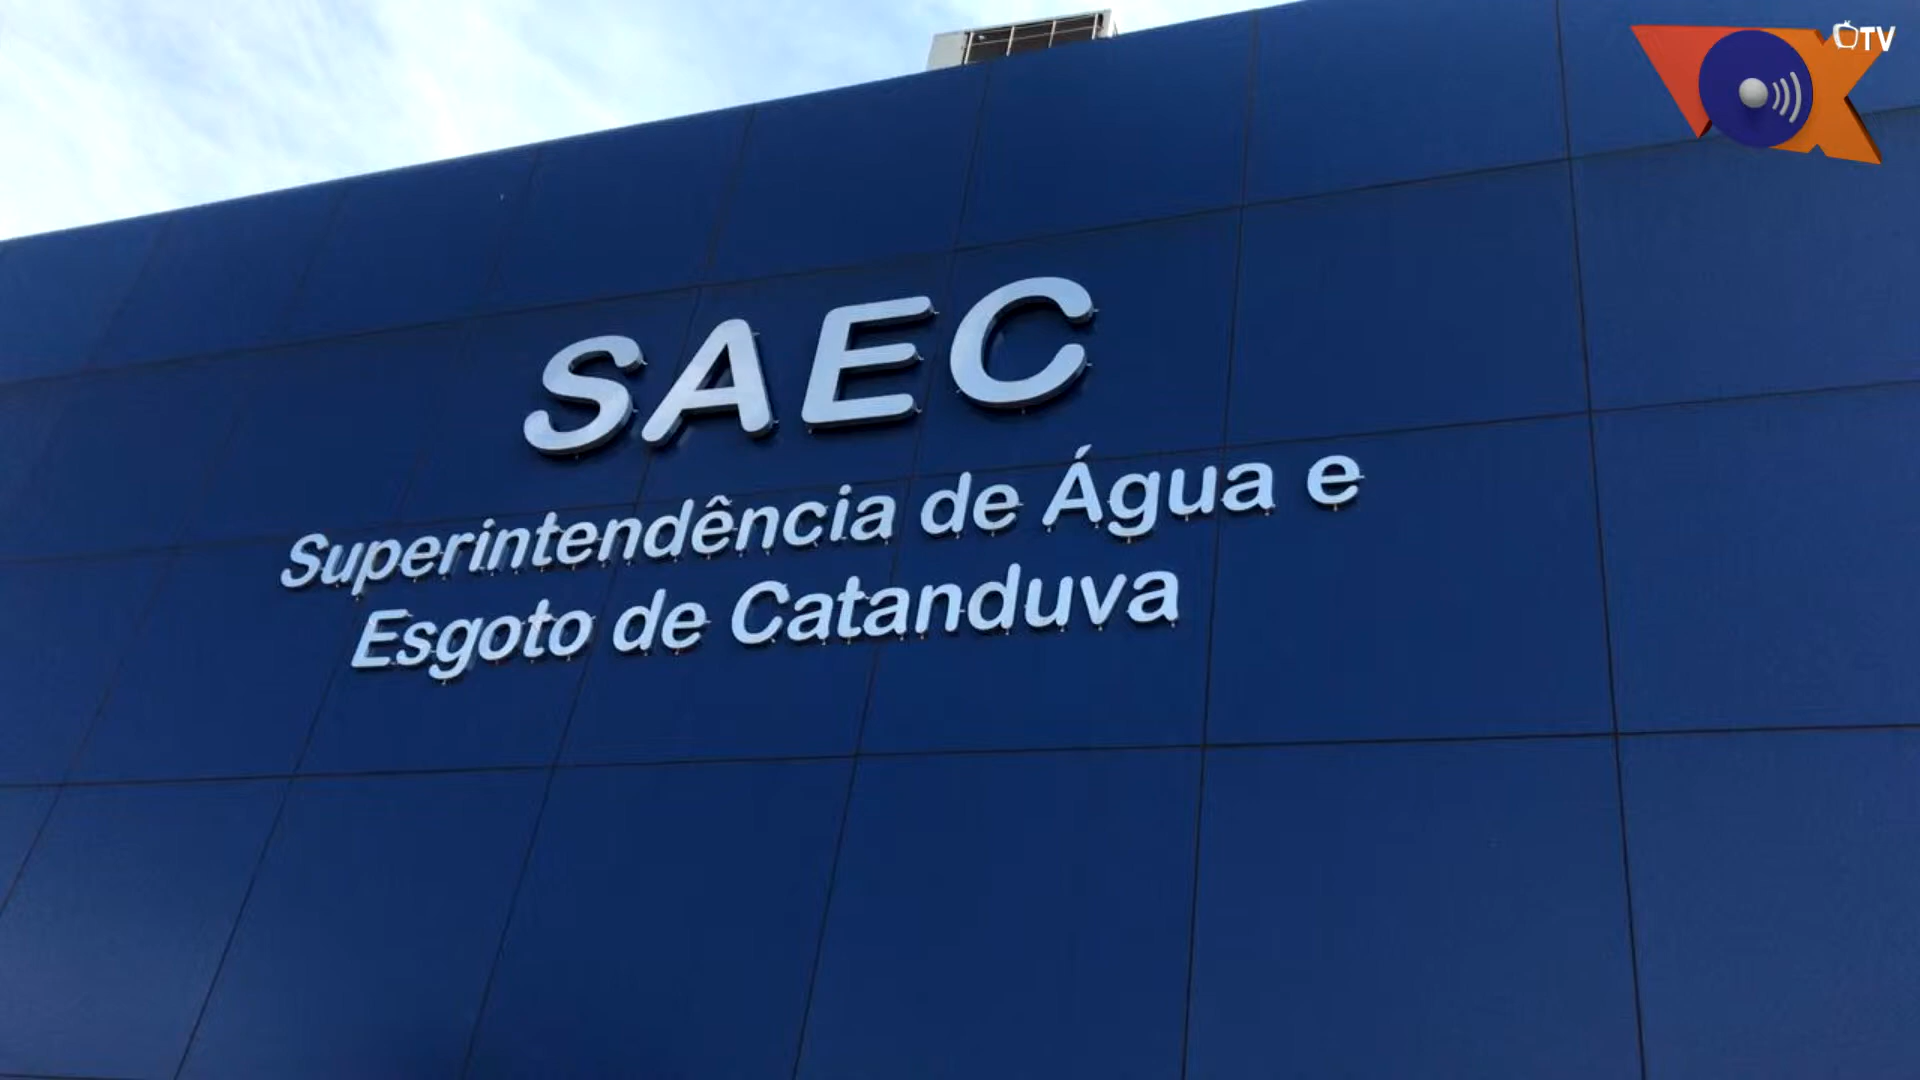 TV
SAEC
Superintendência de Água e
Esgoto de Catanduva